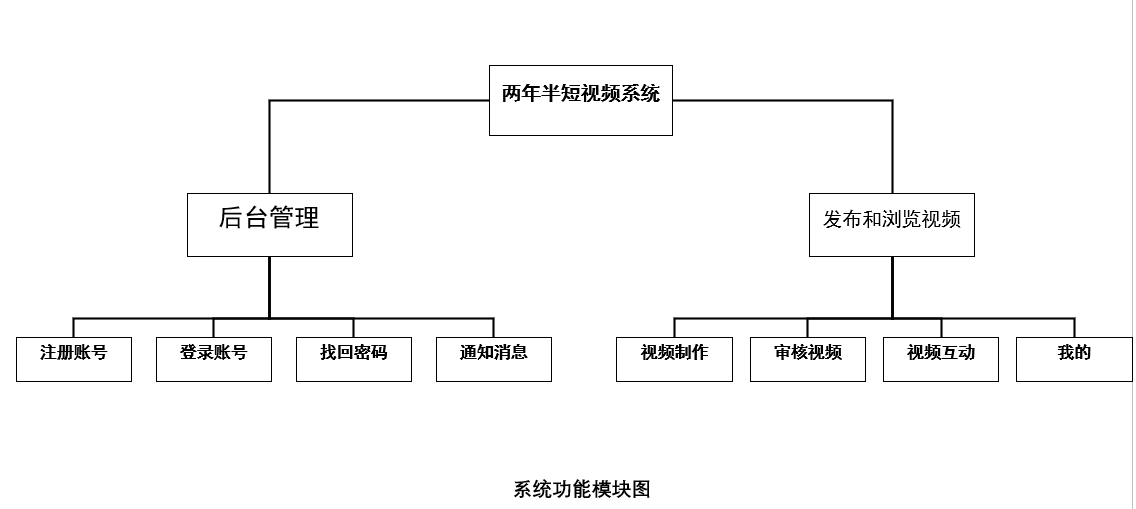 两年半短视频系统
后台管理
发布和浏览视频
注册账号
登录账号
找回密码
通知消息
视频制作
审核视频
视频互动
我的
系统功能模块图